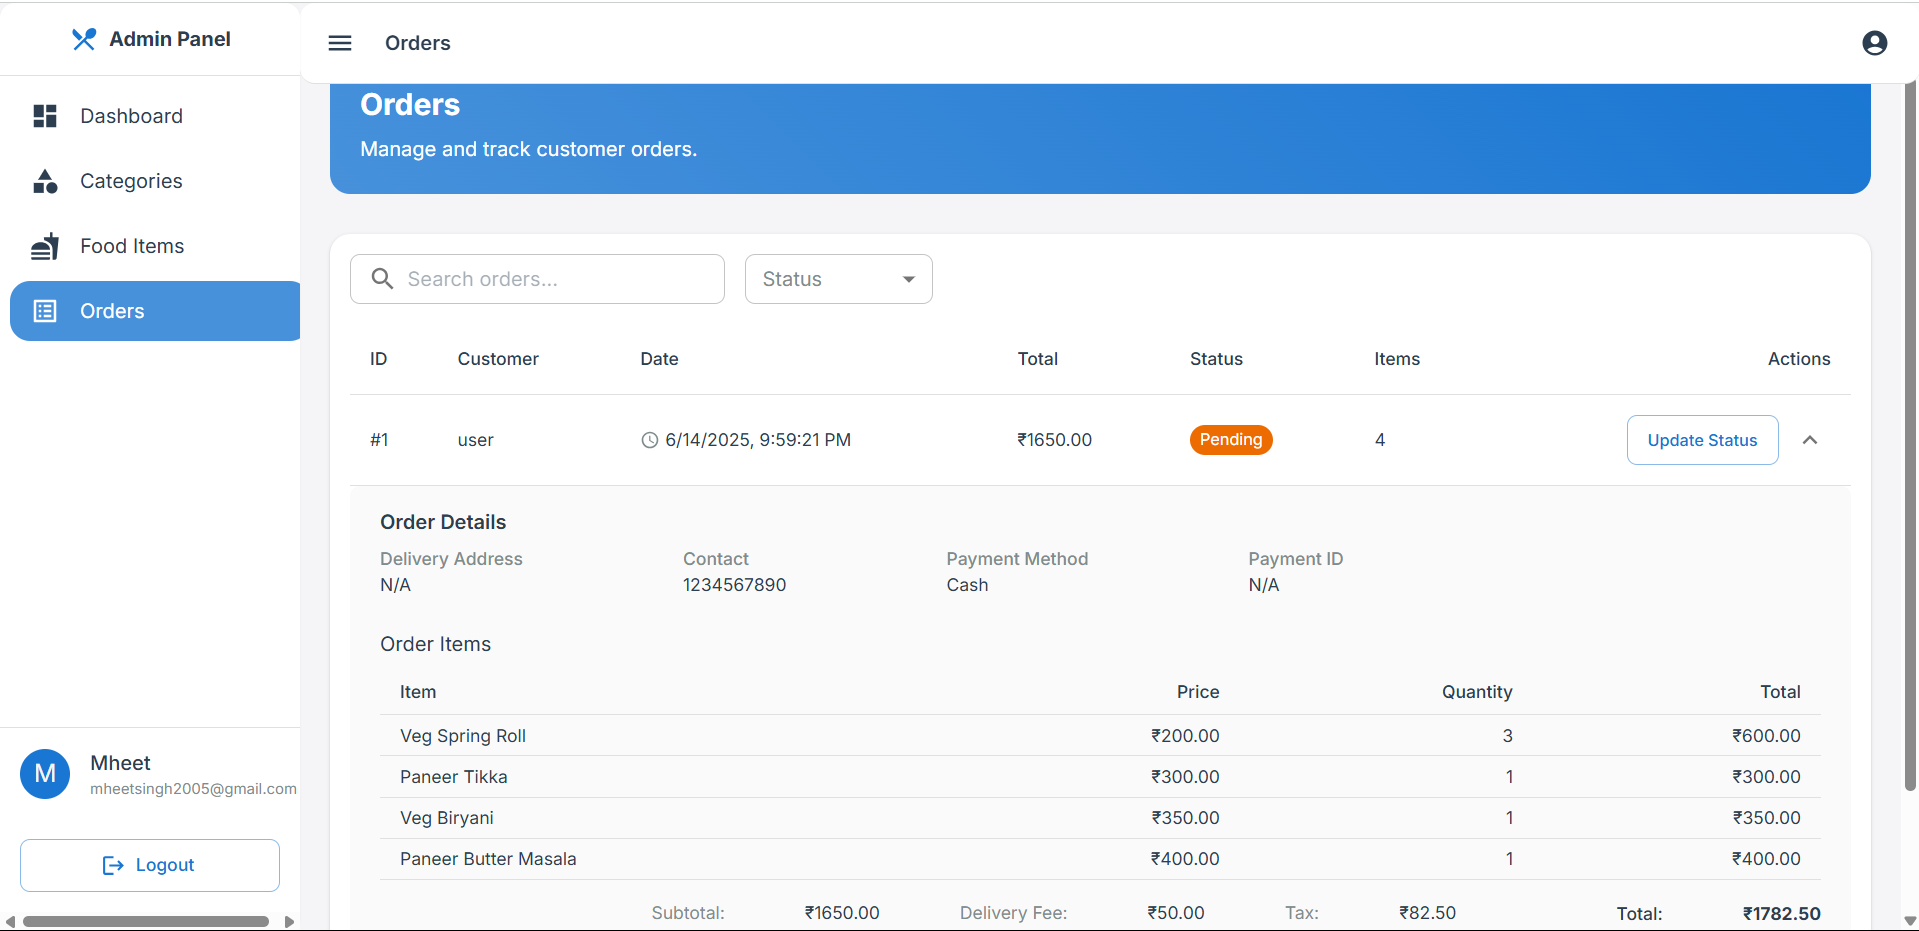 Admin Panel
Orders
Dashboard
Categories
Food Items
Orders
Mheet
M
mheetsingh2005@gmail.com
Logout
Orders
Manage and track customer orders.
Search orders...
Status
ID Customer Date Total Status Items Actions
#1 user 6/14/2025, 9:59:21 PM ₹1650.00 Pending 4 Update Status
Order Details
Delivery Address Contact Payment Method Payment ID
N/A 1234567890 Cash N/A
Order Items
Item Price Quantity Total
Veg Spring Roll ₹200.00 3 ₹600.00
Paneer Tikka ₹300.00 1 ₹300.00
Veg Biryani ₹350.00 1 ₹350.00
Paneer Butter Masala ₹400.00 1 ₹400.00
Subtotal: ₹1650.00 Delivery Fee: ₹50.00 Tax: ₹82.50 Total: ₹1782.50